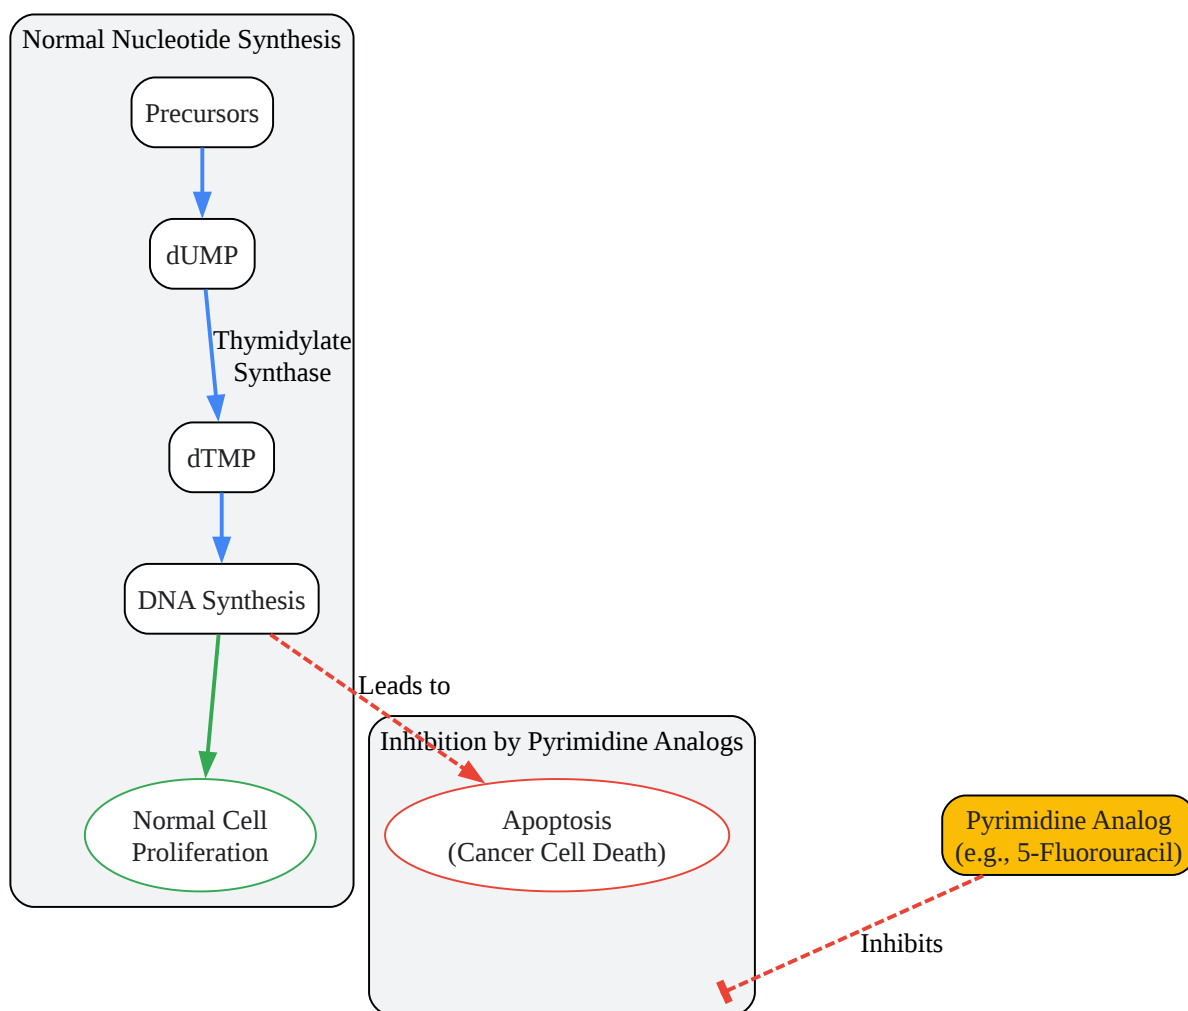 Normal Nucleotide Synthesis
Precursors
dUMP
Thymidylate
Synthase
dTMP
DNA Synthesis
Leads to
Inhibition by Pyrimidine Analogs
Normal Cell
Proliferation
Apoptosis
(Cancer Cell Death)
Pyrimidine Analog
(e.g., 5-Fluorouracil)
Inhibits